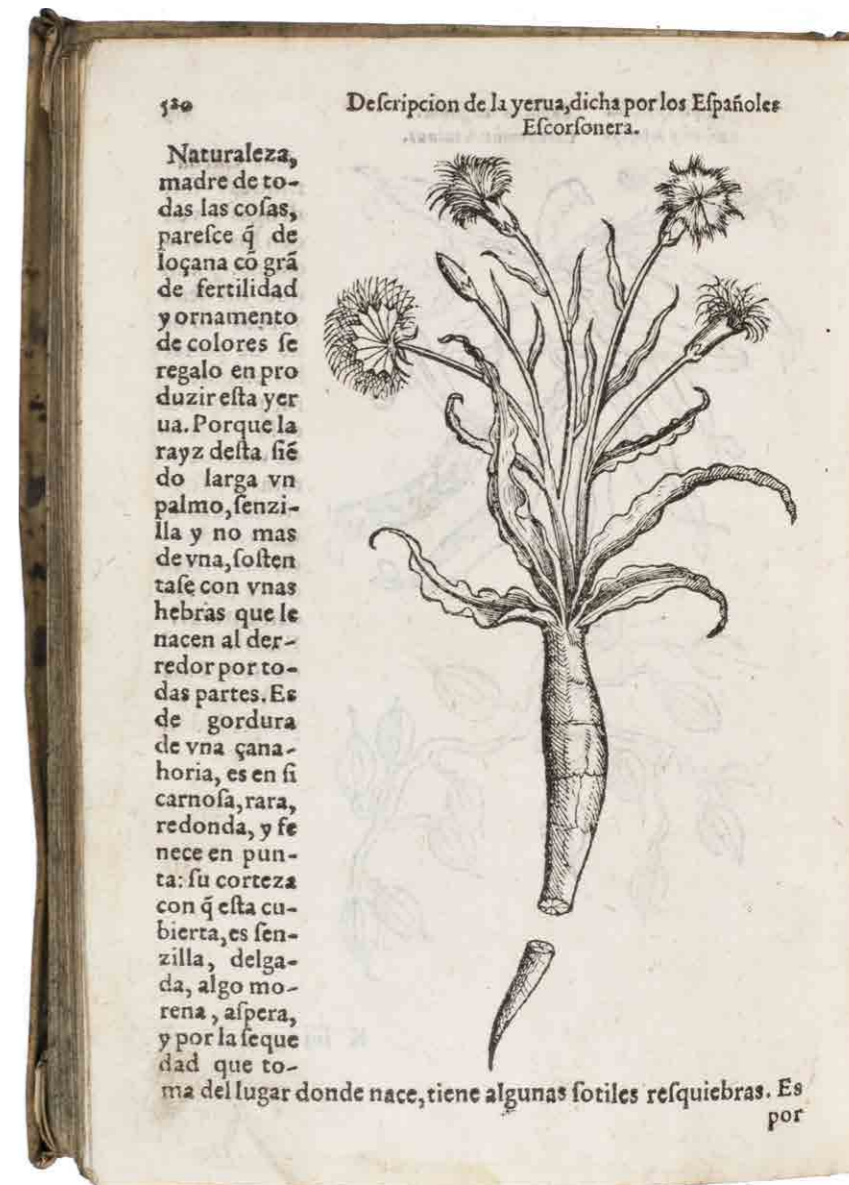 520
Deſcripcion de la yerua, dicha por los Eſpañoles
Eſcorſonera.
Naturaleza,
madre de to-
das las coſas,
pareſce q̃ de
loçana cõ grã
de fertilidad
y ornamento
de colores ſe
regalo en pro
duzir eſta yer
ua. Porque la
rayz deſta ſiẽ
do larga vn
palmo, ſenzi-
lla y no mas
de vna, ſoſten
taſe con vnas
hebras que le
nacen al der-
redor por to-
das partes. Es
de gordura
de vna çana-
horia, es en ſi
carnoſa, rara,
redonda, y fe
nece en pun-
ta: ſu corteza
con q̃ eſta cu-
bierta, es ſen-
zilla, delga-
da, algo mo-
rena, aſpera,
y por la ſeque
dad que to-
ma del lugar donde nace, tiene algunas ſotiles reſquiebras. Es
por